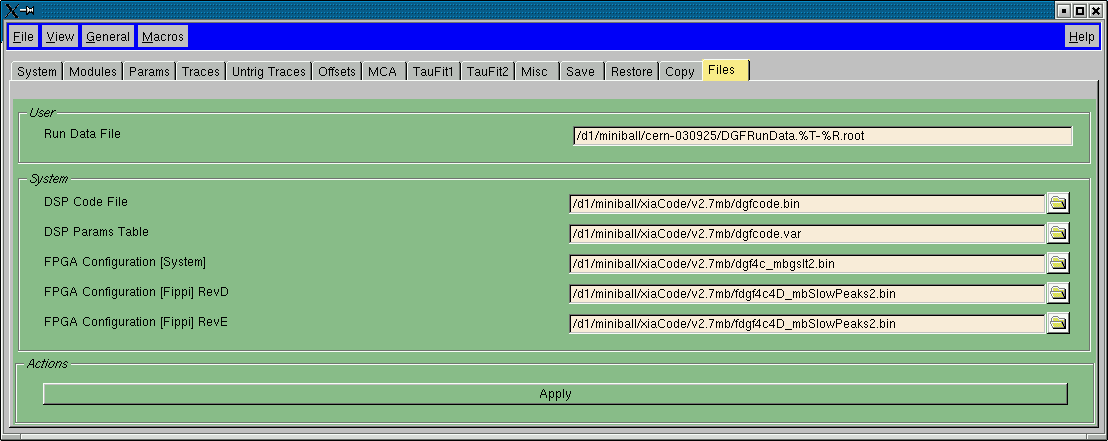 File View General Macros Help
System Modules Params Traces Untrig Traces Offsets MCA TauFit1 TauFit2 Misc Save Restore Copy Files
User
Run Data File /d1/miniball/cern-030925/DGFRunData.%T-%R.root
System
DSP Code File /d1/miniball/xiaCode/v2.7mb/dgfcode.bin
DSP Params Table /d1/miniball/xiaCode/v2.7mb/dgfcode.var
FPGA Configuration [System] /d1/miniball/xiaCode/v2.7mb/dgf4c_mbgslt2.bin
FPGA Configuration [Fippi] RevD /d1/miniball/xiaCode/v2.7mb/fdgf4c4D_mbSlowPeaks2.bin
FPGA Configuration [Fippi] RevE /d1/miniball/xiaCode/v2.7mb/fdgf4c4D_mbSlowPeaks2.bin
Actions
Apply